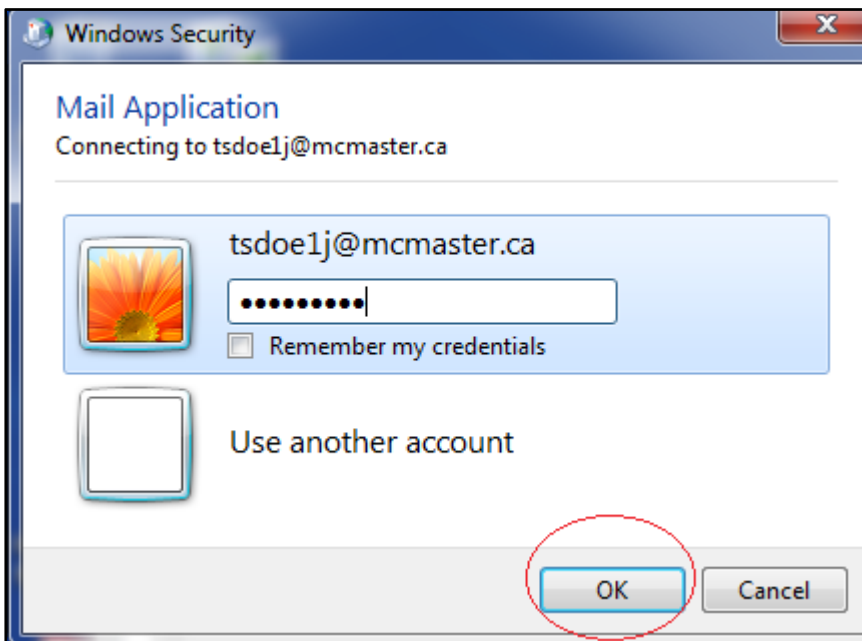 Windows Security
Mail Application
Connecting to tsdoe1j@mcmaster.ca
tsdoe1j@mcmaster.ca
●●●●●●●●●
Remember my credentials
Use another account
OK
Cancel